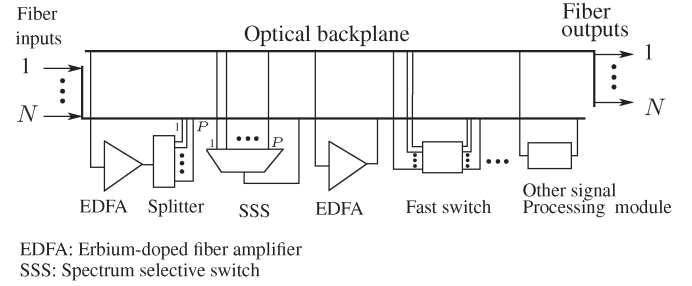 Fiber
inputs
Optical backplane
Fiber
outputs
1
N
1
N
1
P
1
P
EDFA
Splitter
SSS
EDFA
Fast switch
Other signal
Processing module
EDFA: Erbium-doped fiber amplifier
SSS: Spectrum selective switch